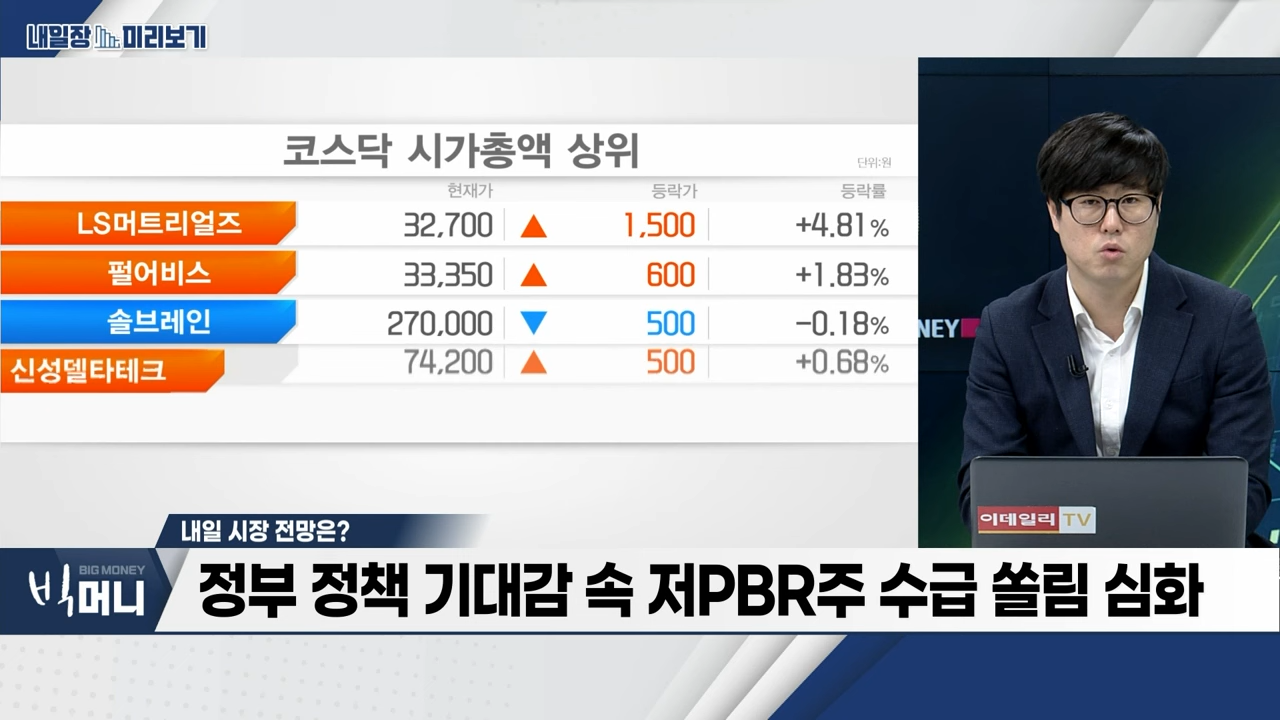 내일장 미리보기
코스닥 시가총액 상위
단위:원
현재가 등락가 등락률
LS머트리얼즈 32,700 ▲ 1,500 +4.81%
펄어비스 33,350 ▲ 600 +1.83%
솔브레인 270,000 ▼ 500 -0.18%
신성델타테크 74,200 ▲ 500 +0.68%
NEY
이데일리 TV
내일 시장 전망은?
BIG MONEY
빅머니
정부 정책 기대감 속 저PBR주 수급 쏠림 심화